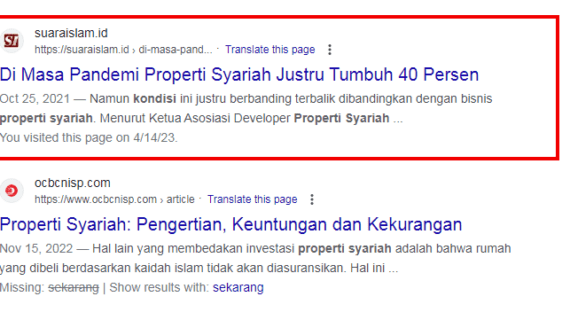 suaraislam.id
https://suaraislam.id › di-masa-pand... · Translate this page
Di Masa Pandemi Properti Syariah Justru Tumbuh 40 Persen
Oct 25, 2021 — Namun kondisi ini justru berbanding terbalik dibandingkan dengan bisnis
properti syariah. Menurut Ketua Asosiasi Developer Properti Syariah ...
You visited this page on 4/14/23.
ocbcnisp.com
https://www.ocbcnisp.com › article · Translate this page
Properti Syariah: Pengertian, Keuntungan dan Kekurangan
Nov 15, 2022 — Hal lain yang membedakan investasi properti syariah adalah bahwa rumah
yang dibeli berdasarkan kaidah islam tidak akan diasuransikan. Hal ini ...
Missing: sekarang | Show results with: sekarang